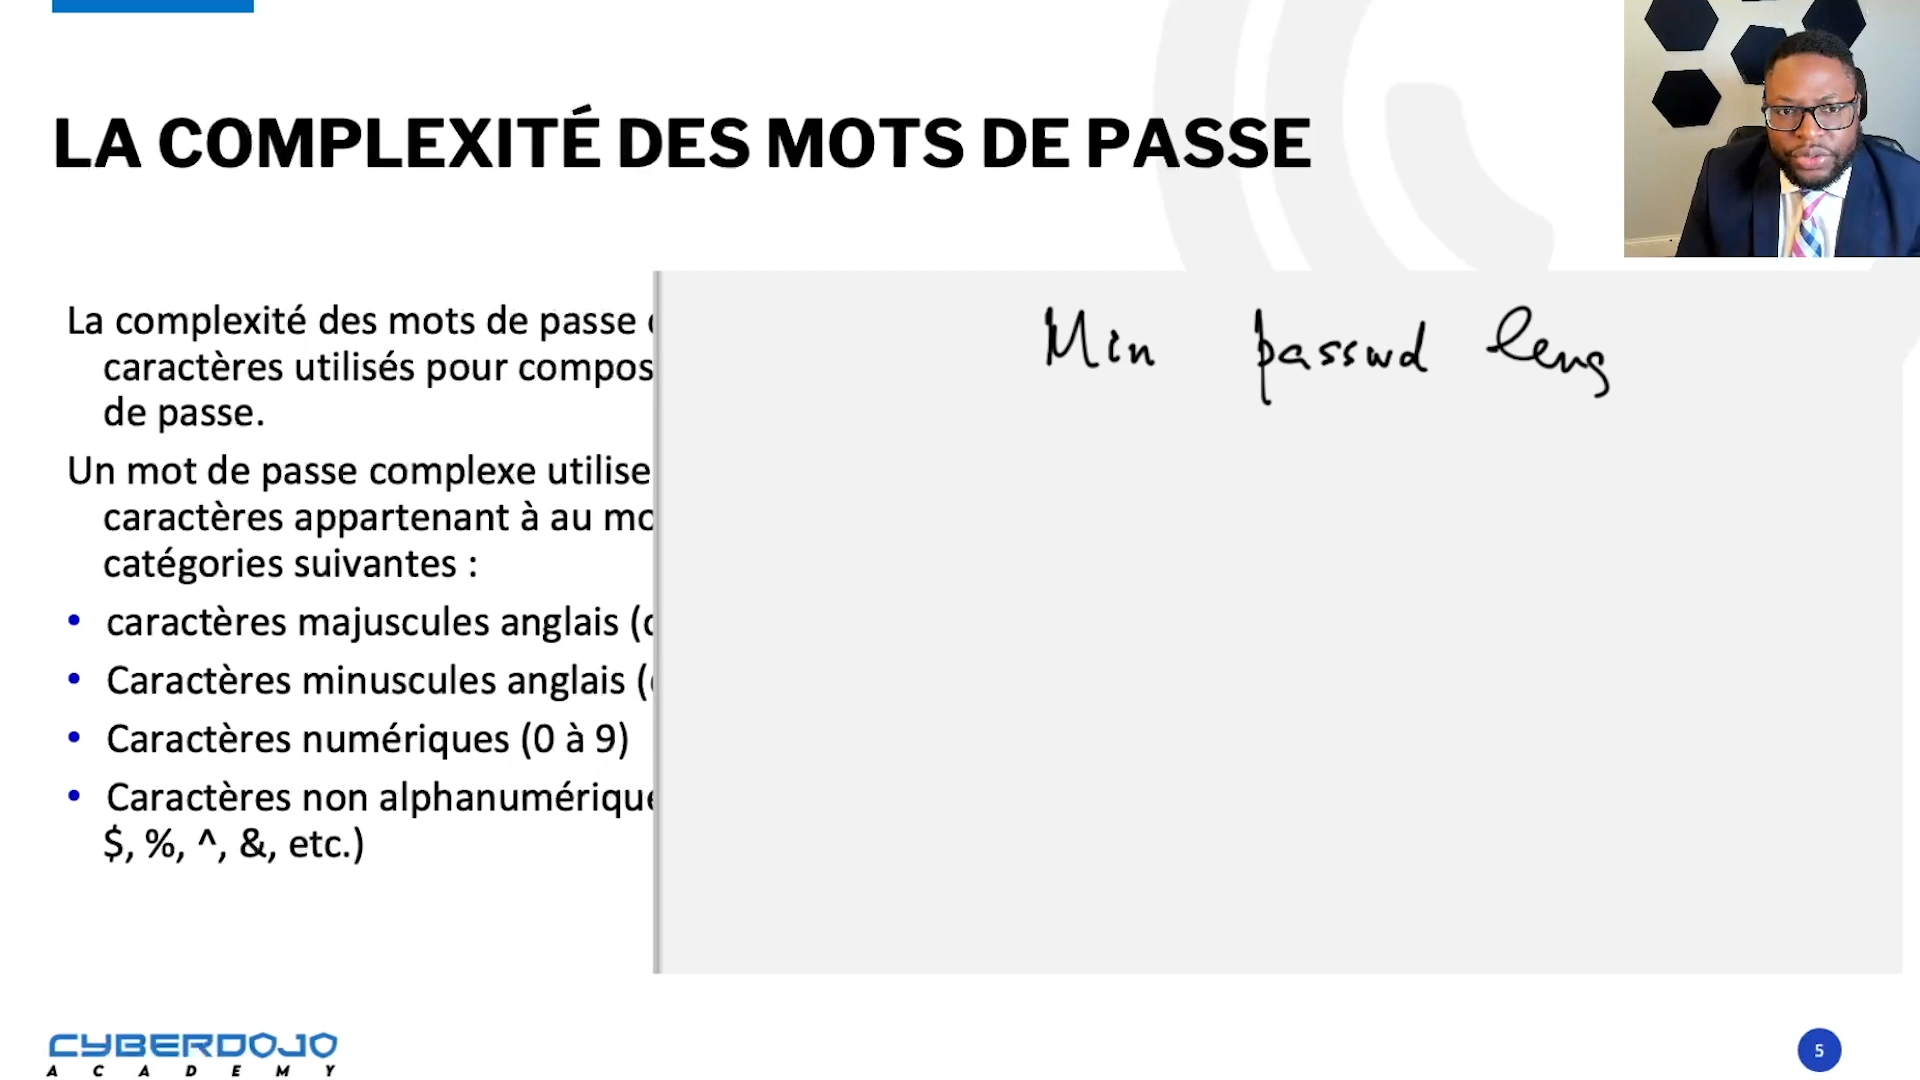 LA COMPLEXITÉ DES MOTS DE PASSE
La complexité des mots de passe
caractères utilisés pour compos
de passe.
Un mot de passe complexe utilise
caractères appartenant à au mo
catégories suivantes :
• caractères majuscules anglais (
• Caractères minuscules anglais (
• Caractères numériques (0 à 9)
• Caractères non alphanumérique
$, %, ^, &, etc.)
Min passwd leng
CYBERDOJO
ACADEMY
5